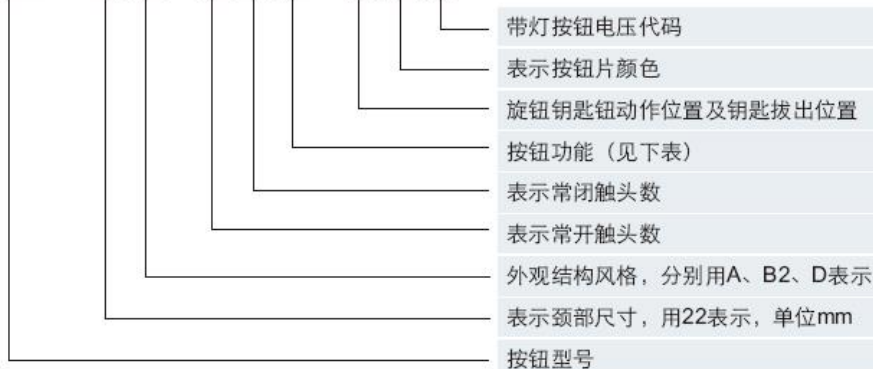 带灯按钮电压代码
表示按钮片颜色
旋钮钥匙钮动作位置及钥匙拔出位置
按钮功能（见下表）
表示常闭触头数
表示常开触头数
外观结构风格，分别用A、B2、D表示
表示颈部尺寸，用22表示，单位mm
按钮型号